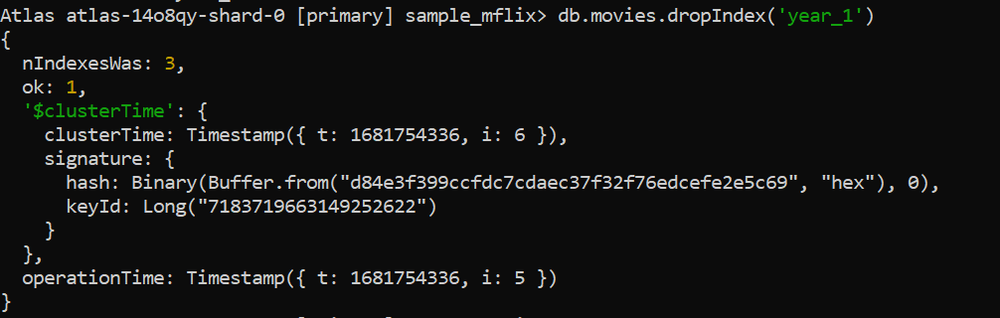 Atlas atlas-14o8qy-shard-0 [primary] sample_mflix> db.movies.dropIndex('year_1')
{
  nIndexesWas: 3,
  ok: 1,
  '$clusterTime': {
    clusterTime: Timestamp({ t: 1681754336, i: 6 }),
    signature: {
      hash: Binary(Buffer.from("d84e3f399ccfdc7cdaec37f32f76edcefe2e5c69", "hex"), 0),
      keyId: Long("7183719663149252622")
    }
  },
  operationTime: Timestamp({ t: 1681754336, i: 5 })
}